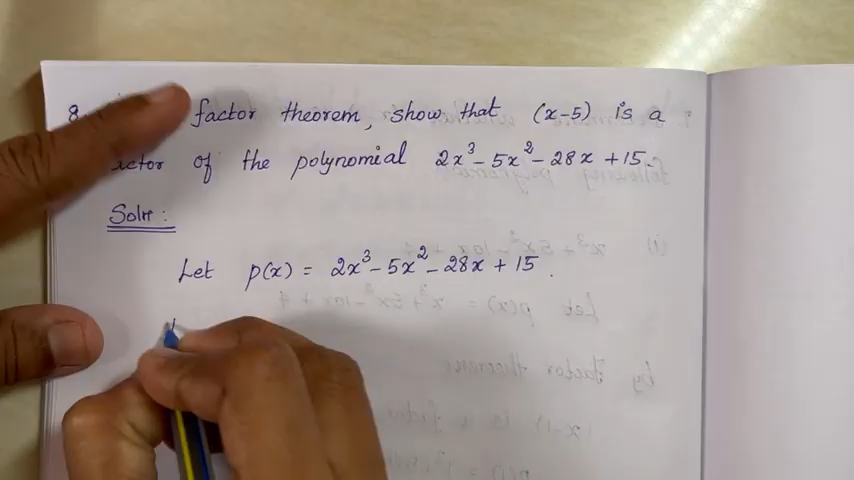 8. factor theorem, show that (x-5) is a
of the polynomial 2x³ - 5x² - 28x + 15.
Soln :
Let p(x) = 2x³ - 5x² - 28x + 15 .